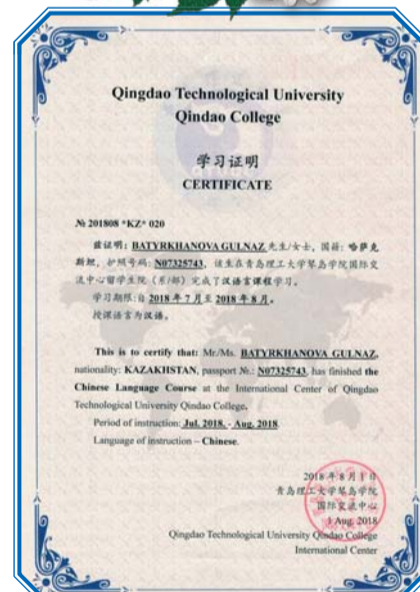 Qingdao Technological University
Qindao College
学习证明
CERTIFICATE
№ 201808 *KZ* 020
兹证明：BATYRKHANOVA GULNAZ 先生/女士，国籍：哈萨克
斯坦，护照号码：N07325743，该生在青岛理工大学琴岛学院国际交
流中心留学生院（系/部）完成了汉语言课程学习。
学习期限：自 2018 年 7 月至 2018 年 8 月。
授课语言为汉语。
This is to certify that: Mr/Ms. BATYRKHANOVA GULNAZ,
nationality: KAZAKHSTAN, passport №.: N07325743, has finished the
Chinese Language Course at the International Center of Qingdao
Technological University Qindao College.
Period of instruction: Jul. 2018. - Aug. 2018.
Language of instruction – Chinese.
2018 年 8 月 1 日
青岛理工大学琴岛学院
国际交流中心
1 Aug. 2018
Qingdao Technological University Qindao College
International Center